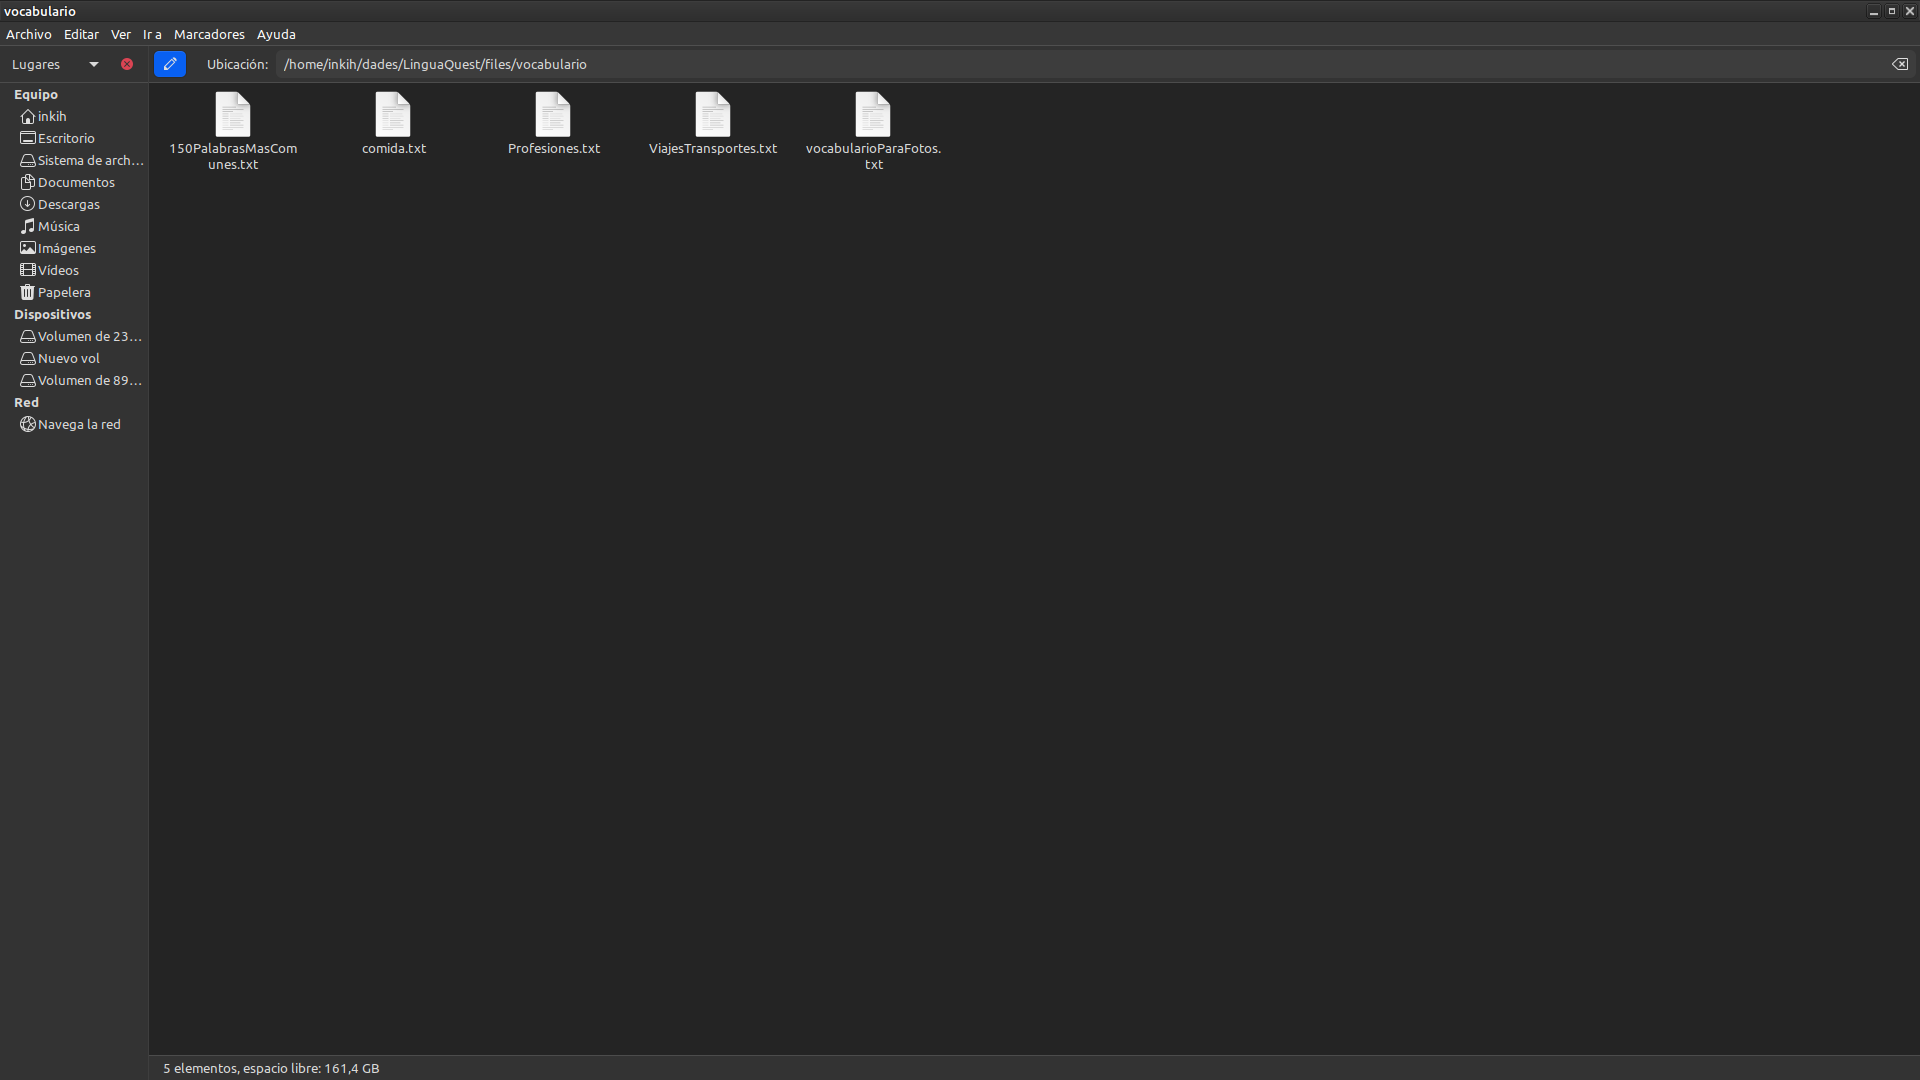 vocabulario
Archivo Editar Ver Ir a Marcadores Ayuda
Lugares
Ubicación: /home/inkih/dades/LinguaQuest/files/vocabulario
Equipo
inkih
Escritorio
Sistema de arch...
Documentos
Descargas
Música
Imágenes
Vídeos
Papelera
Dispositivos
Volumen de 23...
Nuevo vol
Volumen de 89...
Red
Navega la red
150PalabrasMasCom
unes.txt
comida.txt
Profesiones.txt
ViajesTransportes.txt
vocabularioParaFotos.
txt
5 elementos, espacio libre: 161,4 GB